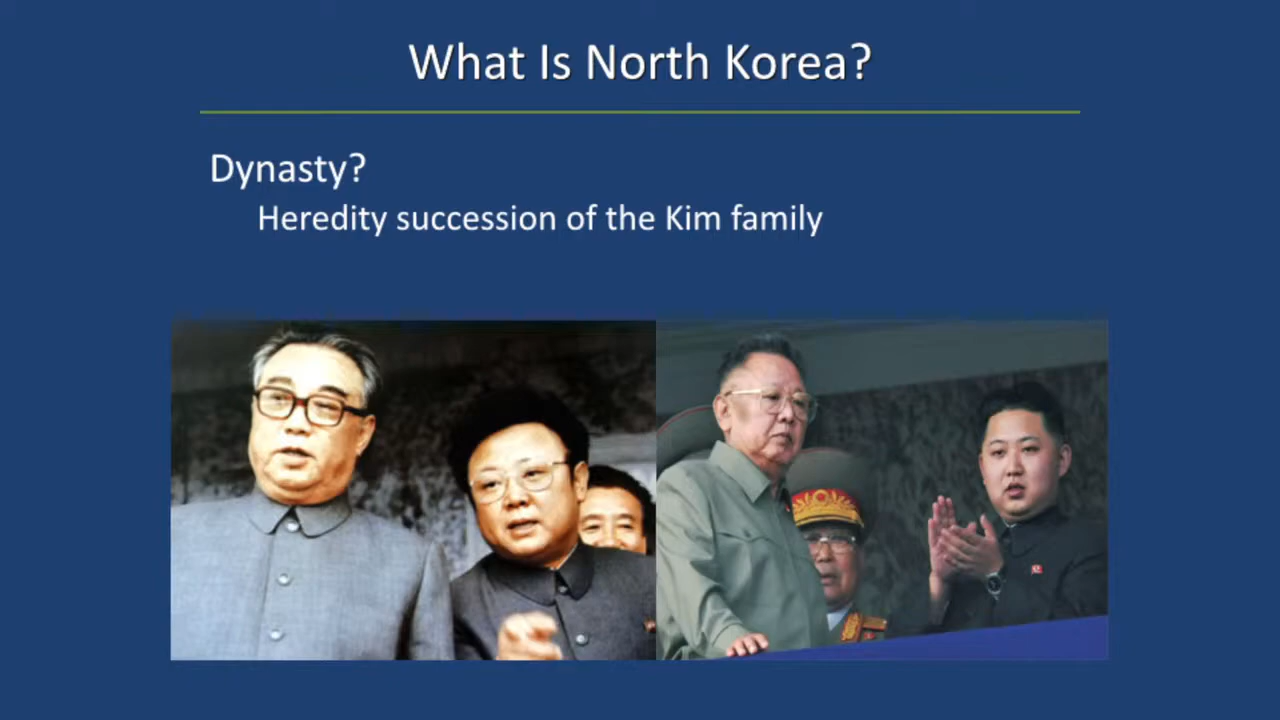 What Is North Korea?
Dynasty?
Heredity succession of the Kim family